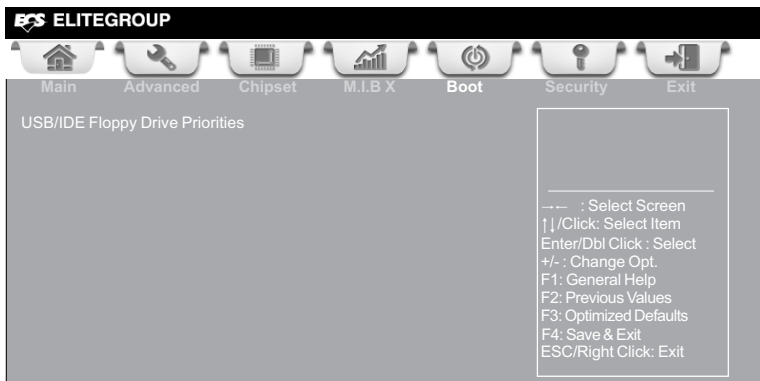 ECS ELITEGROUP
Main Advanced Chipset M.I.B X Boot Security Exit
USB/IDE Floppy Drive Priorities
→← : Select Screen
↑↓/Click: Select Item
Enter/Dbl Click : Select
+/- : Change Opt.
F1: General Help
F2: Previous Values
F3: Optimized Defaults
F4: Save & Exit
ESC/Right Click: Exit